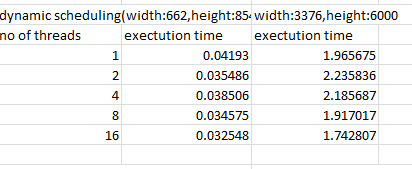 dynamic scheduling(width:662,height:854 width:3376,height:6000
no of threads exectution time exectution time
1 0.04193 1.965675
2 0.035486 2.235836
4 0.038506 2.185687
8 0.034575 1.917017
16 0.032548 1.742807